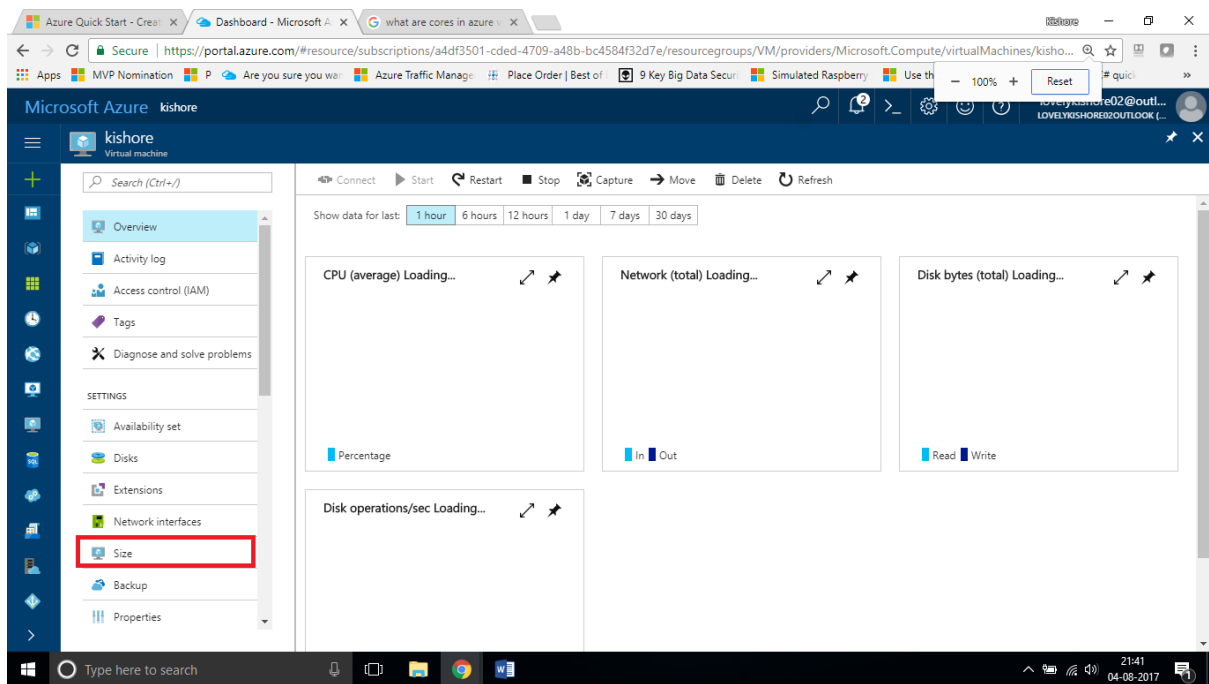 Azure Quick Start - Creat
Dashboard - Microsoft A
what are cores in azure v
Kishore
Secure | https://portal.azure.com/#resource/subscriptions/a4df3501-cded-4709-a48b-bc4584f32d7e/resourcegroups/VM/providers/Microsoft.Compute/virtualMachines/kisho...
Apps MVP Nomination P Are you sure you wan Azure Traffic Manage Place Order | Best of 9 Key Big Data Securi Simulated Raspberry Use th # quick »
− 100% + Reset
Microsoft Azure kishore
2
lovelykishore02@outl...
LOVELYKISHORE02OUTLOOK (...
kishore
Virtual machine
Search (Ctrl+/)
Connect Start Restart Stop Capture Move Delete Refresh
Show data for last: 1 hour 6 hours 12 hours 1 day 7 days 30 days
Overview
Activity log
Access control (IAM)
Tags
Diagnose and solve problems
SETTINGS
Availability set
Disks
Extensions
Network interfaces
Size
Backup
Properties
CPU (average) Loading...
Percentage
Network (total) Loading...
In Out
Disk bytes (total) Loading...
Read Write
Disk operations/sec Loading...
SQL
Type here to search
21:41
04-08-2017
1